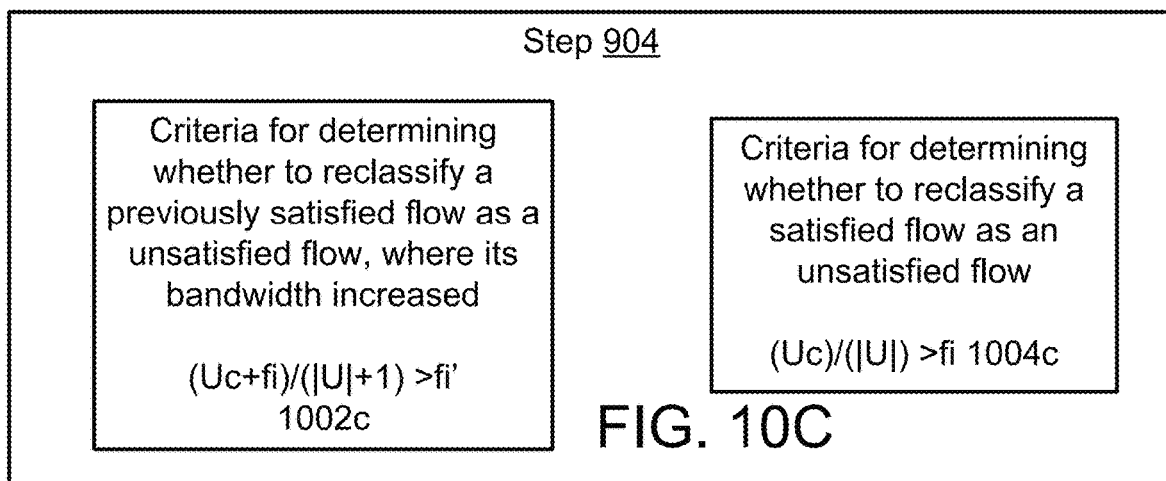 Step 904
Criteria for determining
whether to reclassify a
previously satisfied flow as a
unsatisfied flow, where its
bandwidth increased
(Uc+fi)/(|U|+1) >fi’
1002c
Criteria for determining
whether to reclassify a
satisfied flow as an
unsatisfied flow
(Uc)/(|U|) >fi 1004c
FIG. 10C